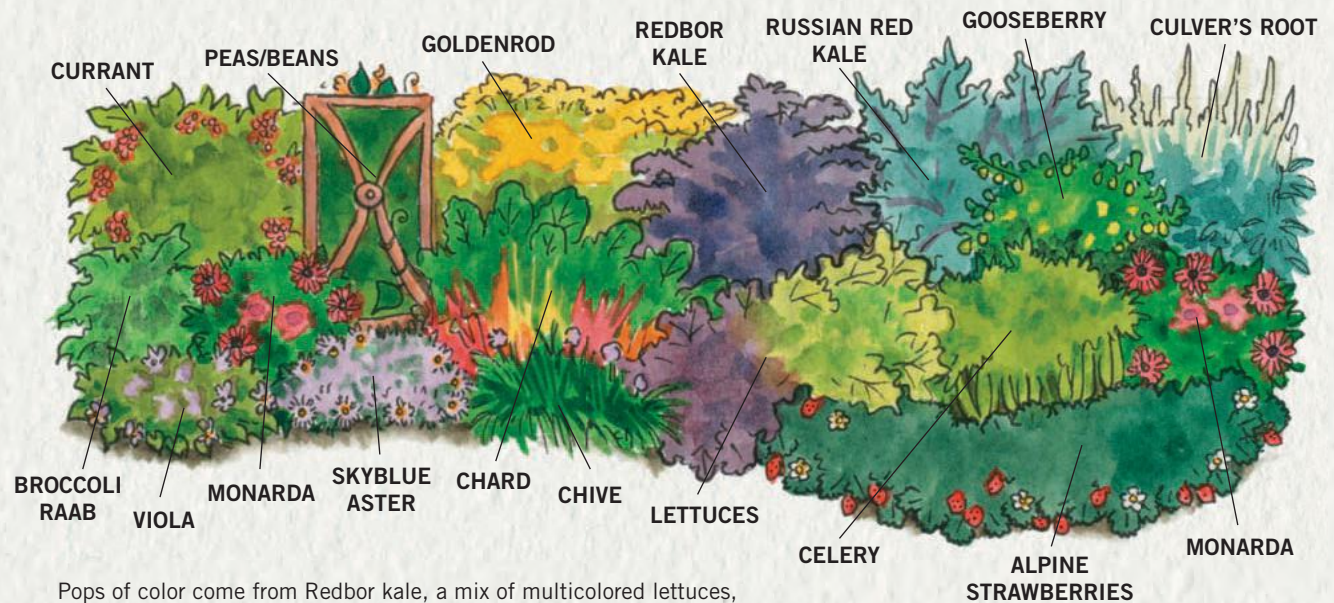 CURRANT
PEAS/BEANS
GOLDENROD
REDBOR
KALE
RUSSIAN RED
KALE
GOOSEBERRY
CULVER'S ROOT
BROCCOLI
RAAB
VIOLA
MONARDA
SKYBLUE
ASTER
CHARD
CHIVE
LETTUCES
CELERY
ALPINE
STRAWBERRIES
MONARDA
Pops of color come from Redbor kale, a mix of multicolored lettuces,